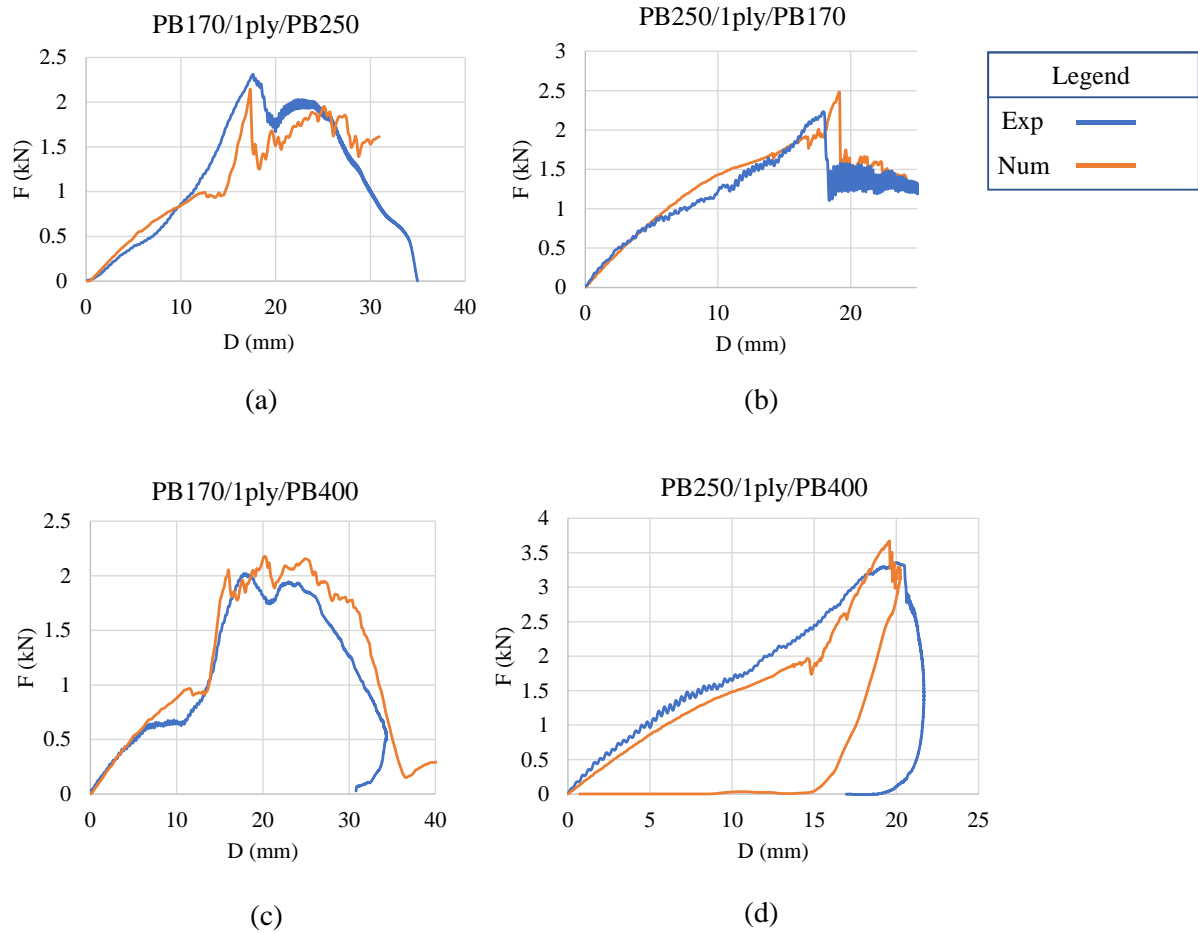 PB170/1ply/PB250
2.5
2
1.5
1
0.5
0
F (kN)
0 10 20 30 40
D (mm)
(a)
PB250/1ply/PB170
3
2.5
2
1.5
1
0.5
0
F (kN)
0 10 20
D (mm)
(b)
Legend
Exp
Num
PB170/1ply/PB400
2.5
2
1.5
1
0.5
0
F (kN)
0 10 20 30 40
D (mm)
(c)
PB250/1ply/PB400
4
3.5
3
2.5
2
1.5
1
0.5
0
F (kN)
0 5 10 15 20 25
D (mm)
(d)